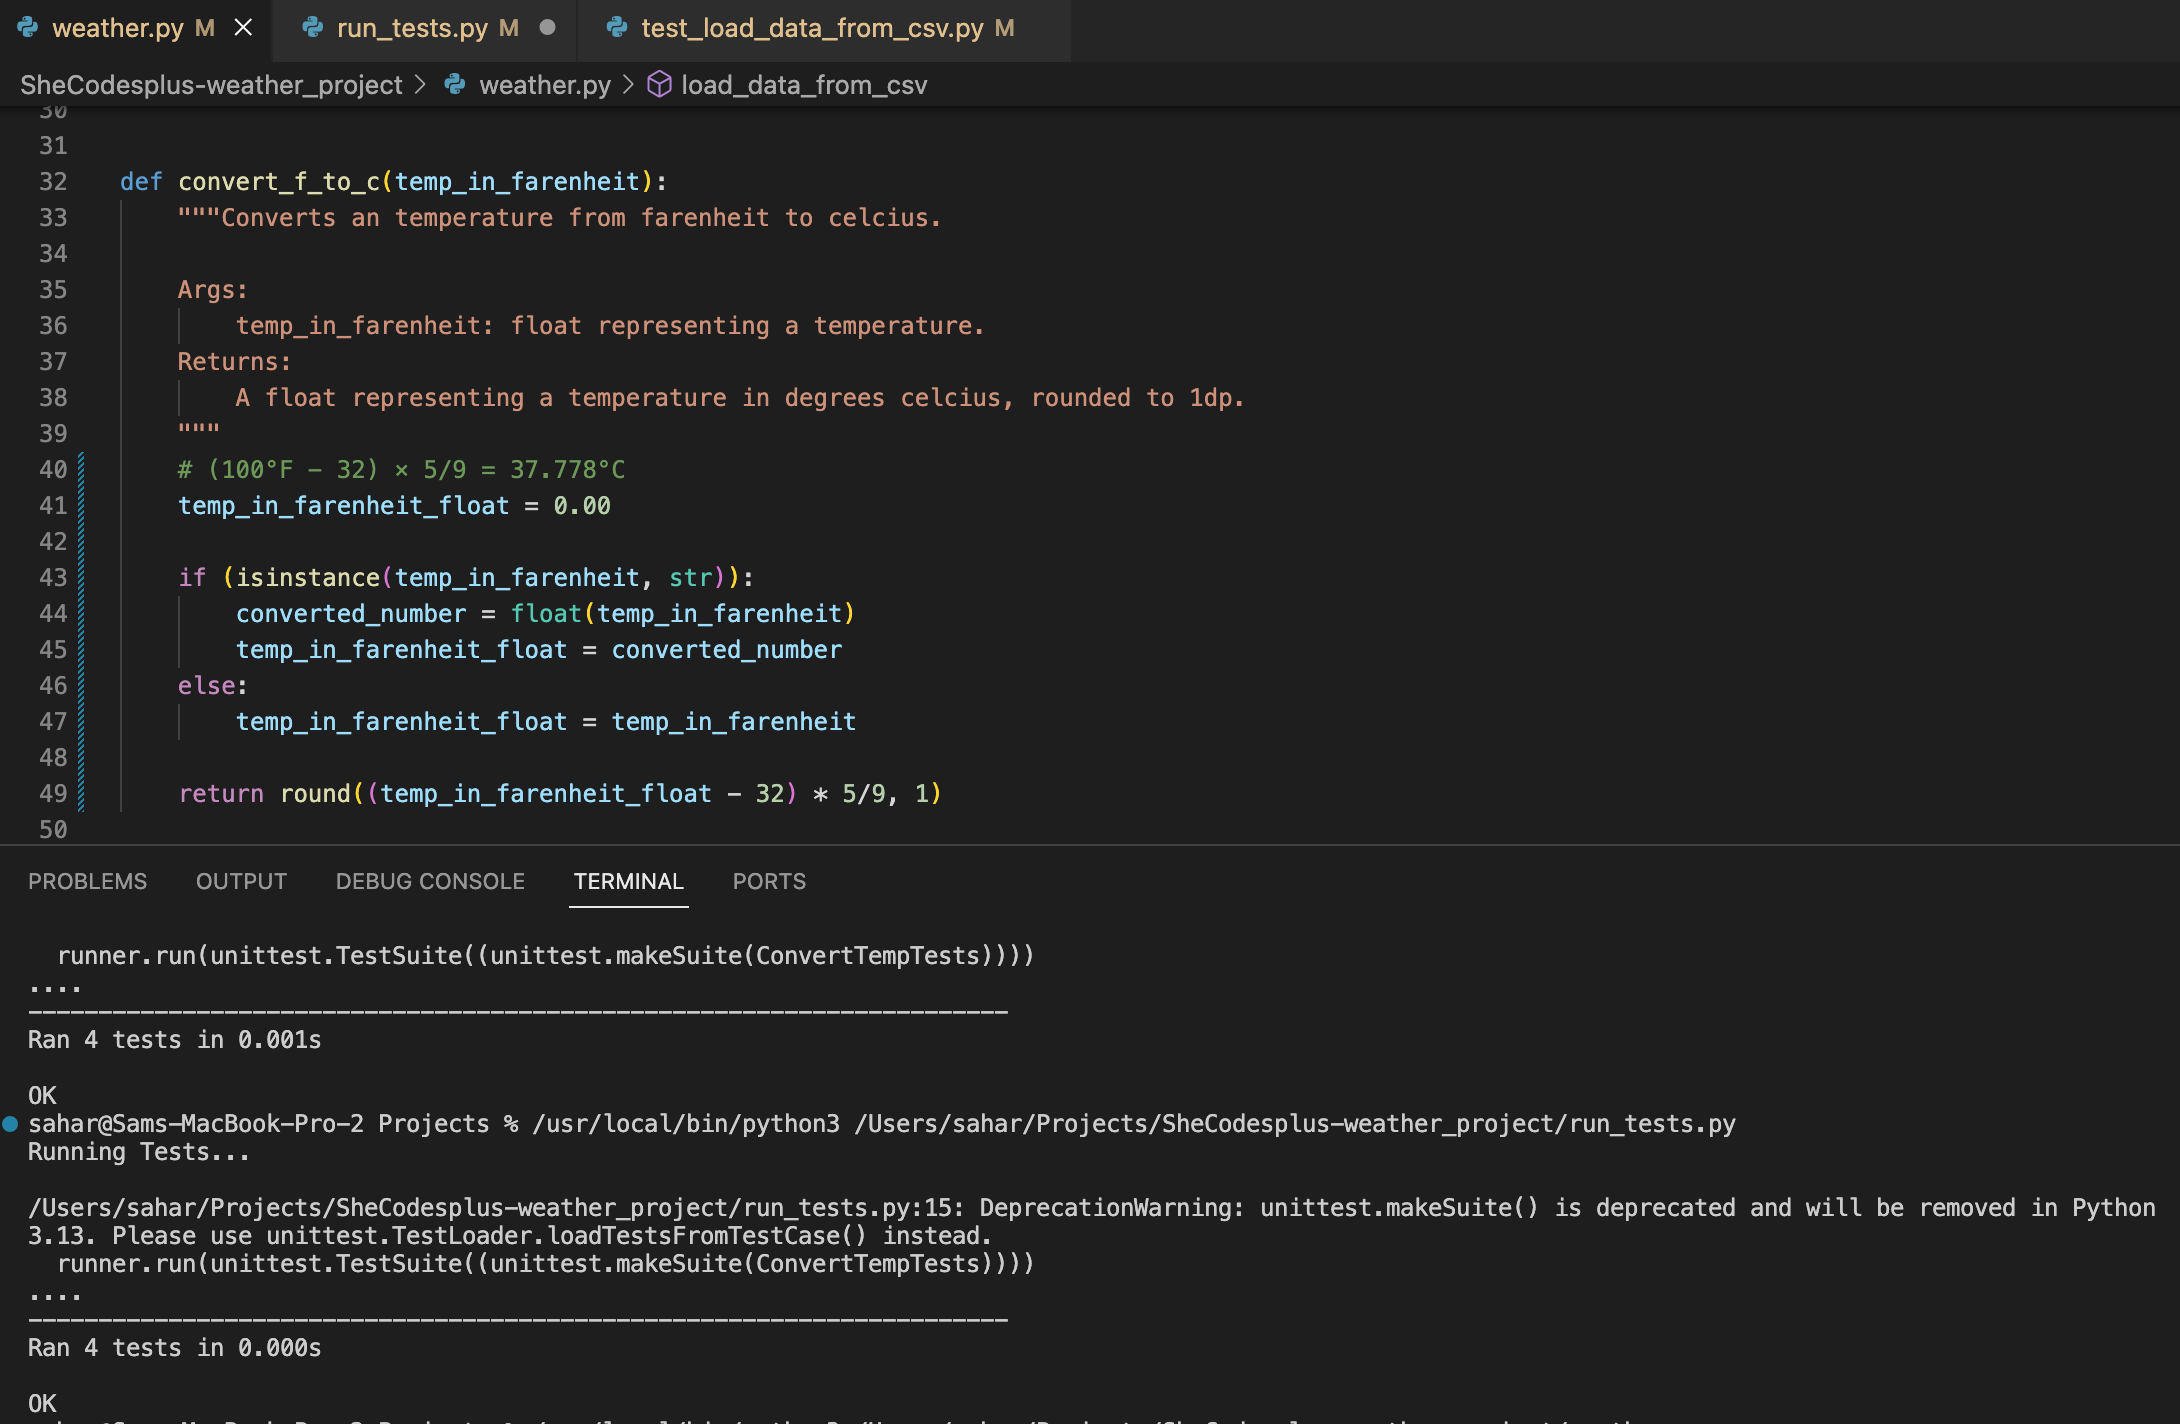 weather.py M
run_tests.py M
test_load_data_from_csv.py M
SheCodesplus-weather_project > weather.py > load_data_from_csv
30
31
32 def convert_f_to_c(temp_in_farenheit):
33 """Converts an temperature from farenheit to celcius.
34
35 Args:
36 temp_in_farenheit: float representing a temperature.
37 Returns:
38 A float representing a temperature in degrees celcius, rounded to 1dp.
39 """
40 # (100°F - 32) × 5/9 = 37.778°C
41 temp_in_farenheit_float = 0.00
42
43 if (isinstance(temp_in_farenheit, str)):
44 converted_number = float(temp_in_farenheit)
45 temp_in_farenheit_float = converted_number
46 else:
47 temp_in_farenheit_float = temp_in_farenheit
48
49 return round((temp_in_farenheit_float - 32) * 5/9, 1)
50
PROBLEMS OUTPUT DEBUG CONSOLE TERMINAL PORTS
runner.run(unittest.TestSuite((unittest.makeSuite(ConvertTempTests))))
....
----------------------------------------------------------------------
Ran 4 tests in 0.001s
OK
sahar@Sams-MacBook-Pro-2 Projects % /usr/local/bin/python3 /Users/sahar/Projects/SheCodesplus-weather_project/run_tests.py
Running Tests...
/Users/sahar/Projects/SheCodesplus-weather_project/run_tests.py:15: DeprecationWarning: unittest.makeSuite() is deprecated and will be removed in Python
3.13. Please use unittest.TestLoader.loadTestsFromTestCase() instead.
runner.run(unittest.TestSuite((unittest.makeSuite(ConvertTempTests))))
....
----------------------------------------------------------------------
Ran 4 tests in 0.000s
OK